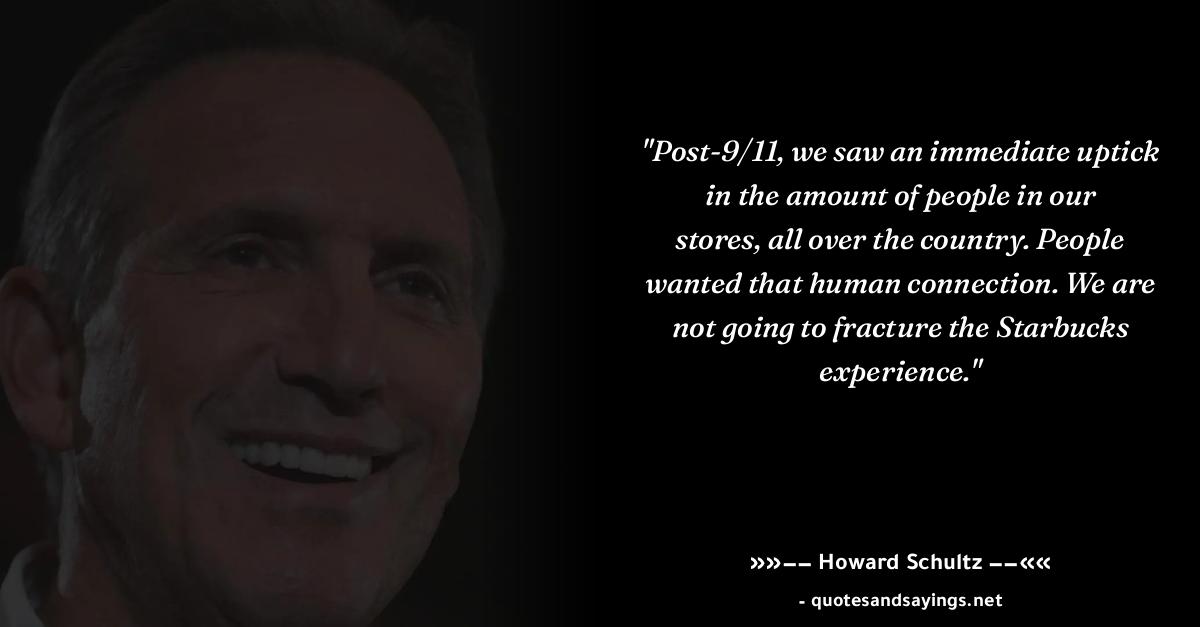 "Post-9/11, we saw an immediate uptick
in the amount of people in our
stores, all over the country. People
wanted that human connection. We are
not going to fracture the Starbucks
experience."
»»−− Howard Schultz −−««
- quotesandsayings.net